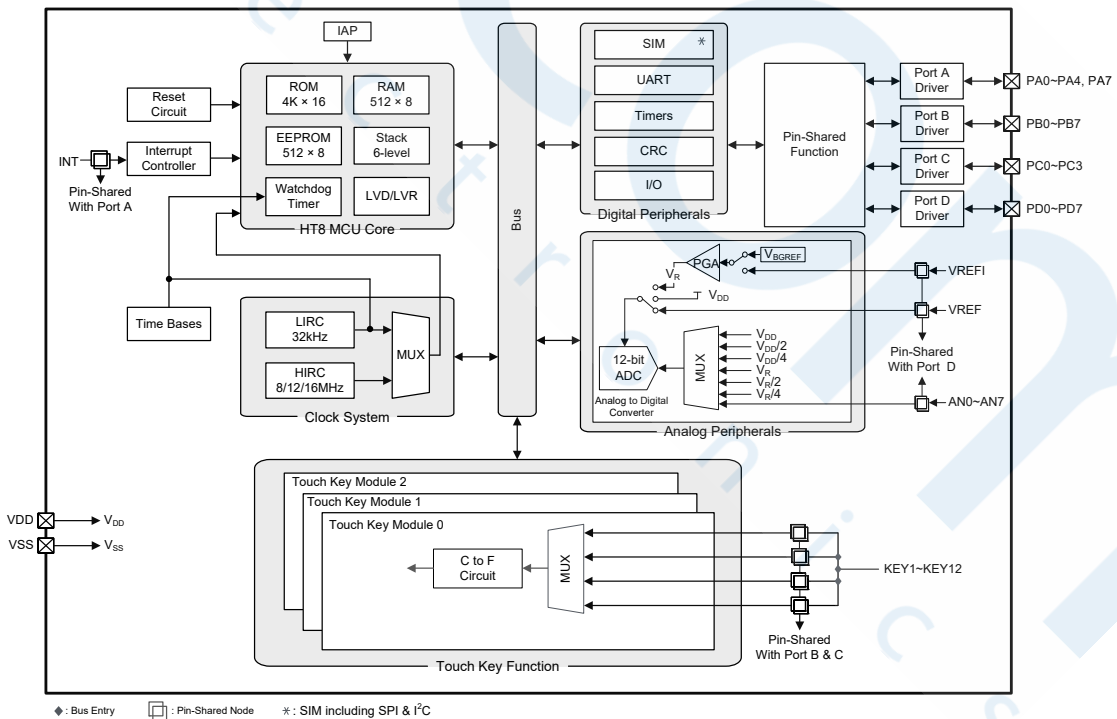 IAP
ROM
4K × 16
RAM
512 × 8
EEPROM
512 × 8
Stack
6-level
Watchdog
Timer
LVD/LVR
HT8 MCU Core
Reset
Circuit
INT
Interrupt
Controller
Pin-Shared
With Port A
Time Bases
LIRC
32kHz
HIRC
8/12/16MHz
MUX
Clock System
Bus
SIM *
UART
Timers
CRC
I/O
Digital Peripherals
Pin-Shared
Function
Port A
Driver
PA0~PA4, PA7
Port B
Driver
PB0~PB7
Port C
Driver
PC0~PC3
Port D
Driver
PD0~PD7
PGA
VBGREF
VR
VDD
VREFI
VREF
Pin-Shared
With Port D
12-bit
ADC
Analog to Digital
Converter
MUX
VDD
VDD/2
VDD/4
VR
VR/2
VR/4
AN0~AN7
Analog Peripherals
VDD
VDD
VSS
VSS
Touch Key Module 2
Touch Key Module 1
Touch Key Module 0
C to F
Circuit
MUX
KEY1~KEY12
Pin-Shared
With Port B & C
Touch Key Function
◆ : Bus Entry
: Pin-Shared Node
* : SIM including SPI & I²C